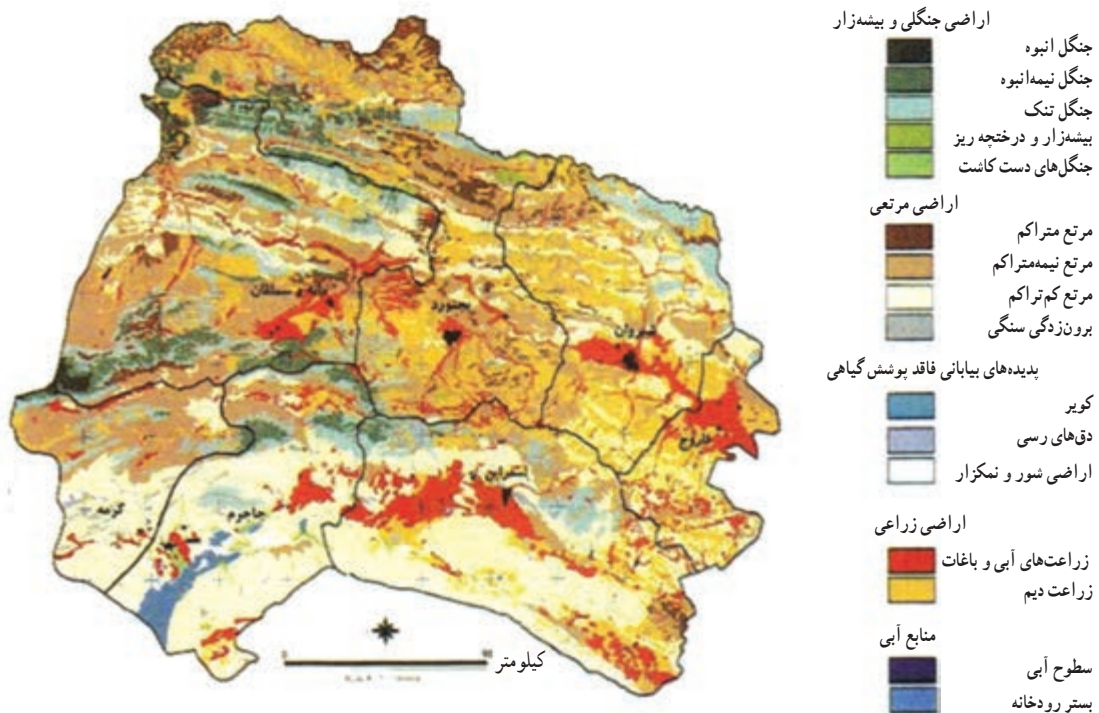 اراضی جنگلی و بیشه‌زار
جنگل انبوه
جنگل نیمه‌انبوه
جنگل تنک
بیشه‌زار و درختچه ریز
جنگل‌های دست کاشت
اراضی مرتعی
مرتع متراکم
مرتع نیمه‌متراکم
مرتع کم‌تراکم
برون‌زدگی سنگی
پدیده‌های بیابانی فاقد پوشش گیاهی
کویر
دق‌های رسی
اراضی شور و نمکزار
اراضی زراعی
زراعت‌های آبی و باغات
زراعت دیم
منابع آبی
سطوح آبی
بستر رودخانه
مانه و سملقان
بجنورد
شیروان
فاروج
اسفراین
جاجرم
گرمه
کیلومتر